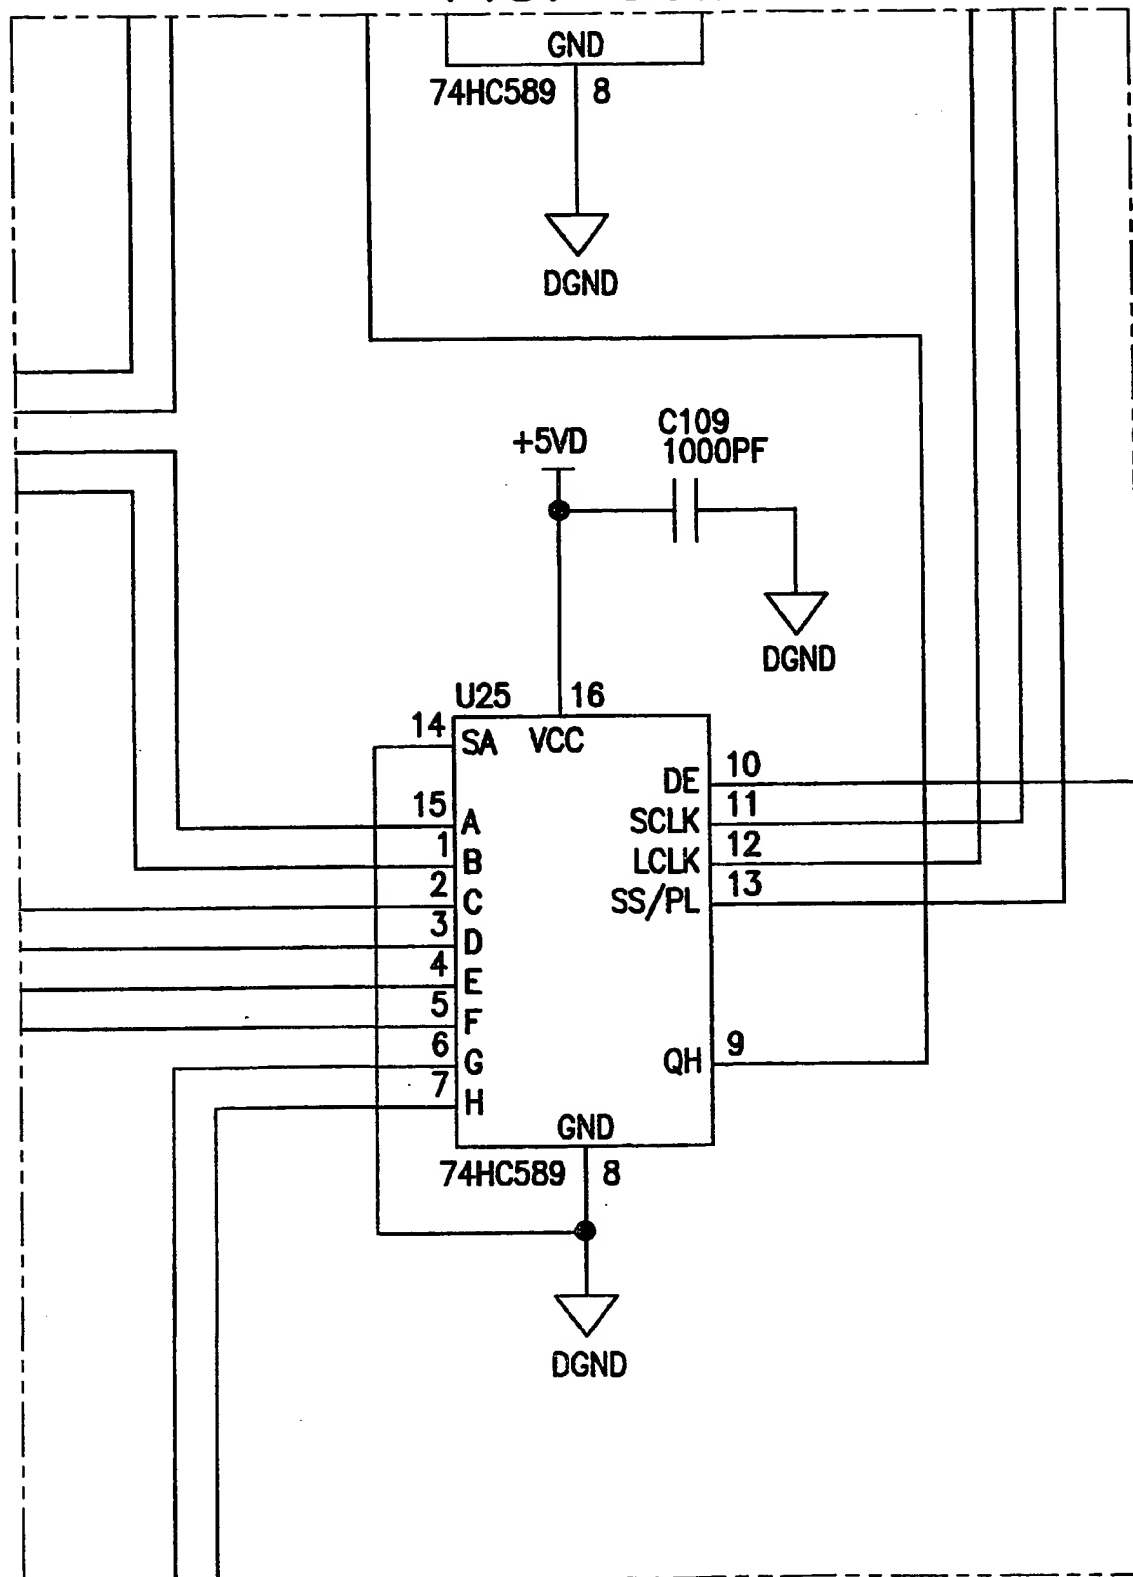 GND
74HC589 8
DGND
+5VD
C109
1000PF
DGND
U25 16
14 SA VCC
DE 10
15 A SCLK 11
1 B LCLK 12
2 C SS/PL 13
3 D
4 E
5 F
6 G QH 9
7 H
GND
74HC589 8
DGND